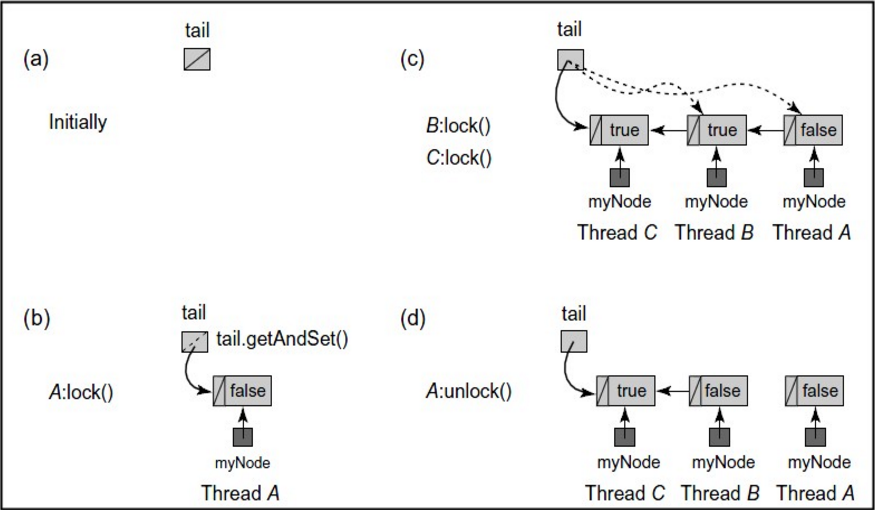 (a)
tail
Initially
(b)
tail
tail.getAndSet()
A:lock()
false
myNode
Thread A
(c)
tail
B:lock()
C:lock()
true
true
false
myNode
myNode
myNode
Thread C
Thread B
Thread A
(d)
tail
A:unlock()
true
false
false
myNode
myNode
myNode
Thread C
Thread B
Thread A